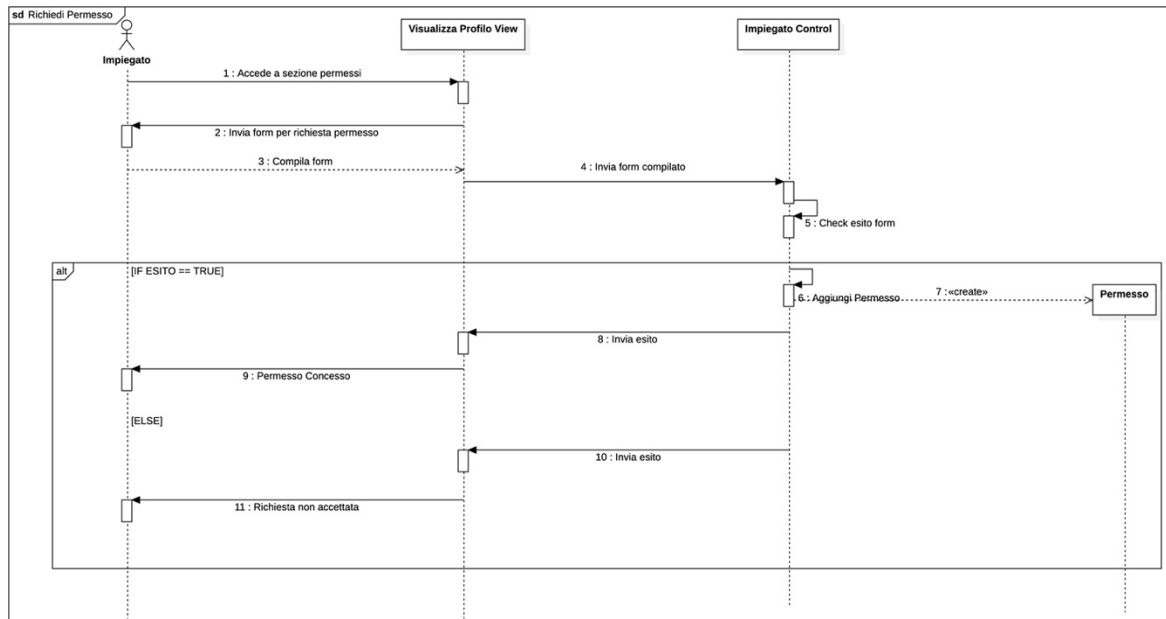 sd Richiedi Permesso
Visualizza Profilo View
Impiegato Control
Impiegato
1 : Accede a sezione permessi
2 : Invia form per richiesta permesso
3 : Compila form
4 : Invia form compilato
5 : Check esito form
alt
[IF ESITO == TRUE]
6 : Aggiungi Permesso
7 :«create»
Permesso
8 : Invia esito
9 : Permesso Concesso
[ELSE]
10 : Invia esito
11 : Richiesta non accettata